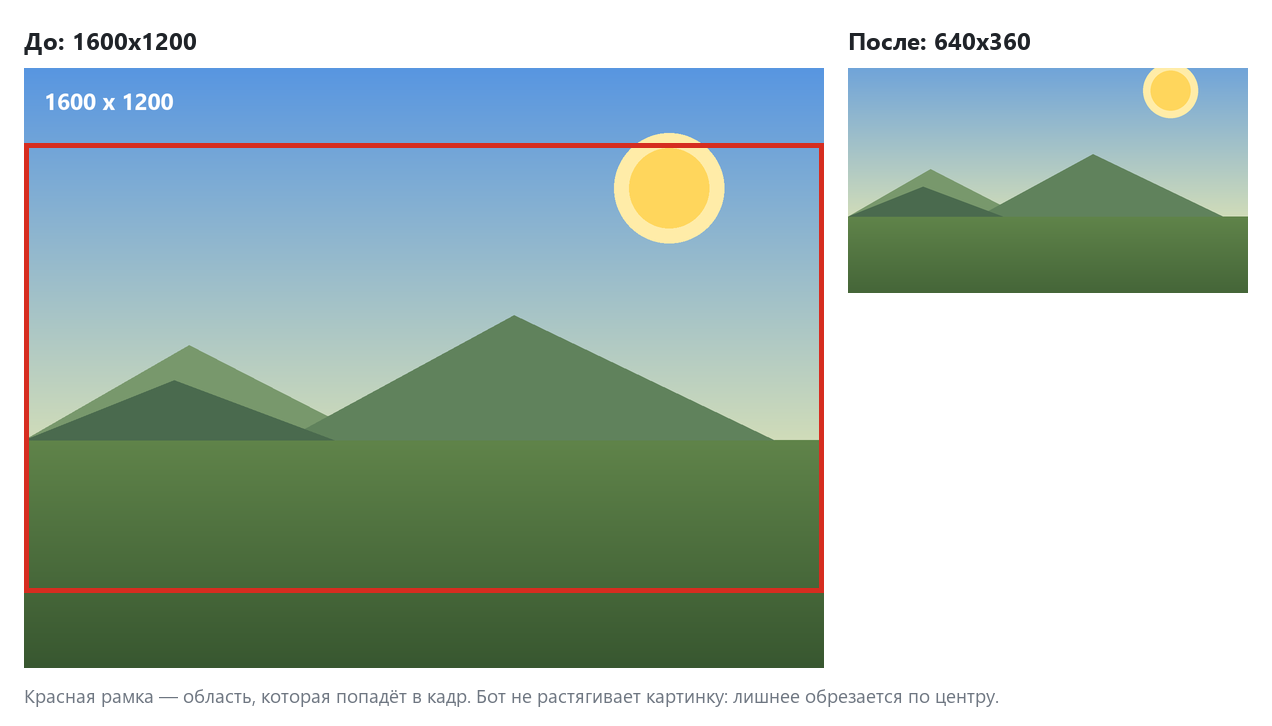 До: 1600x1200
После: 640x360
1600 x 1200
Красная рамка — область, которая попадёт в кадр. Бот не растягивает картинку: лишнее обрезается по центру.